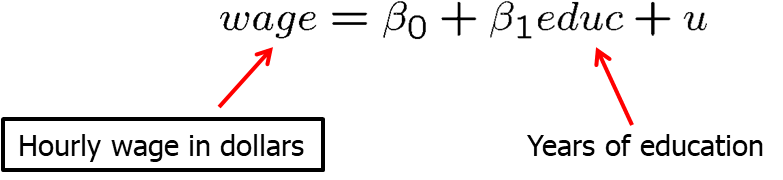 wage = β₀ + β₁educ + u
Hourly wage in dollars
Years of education